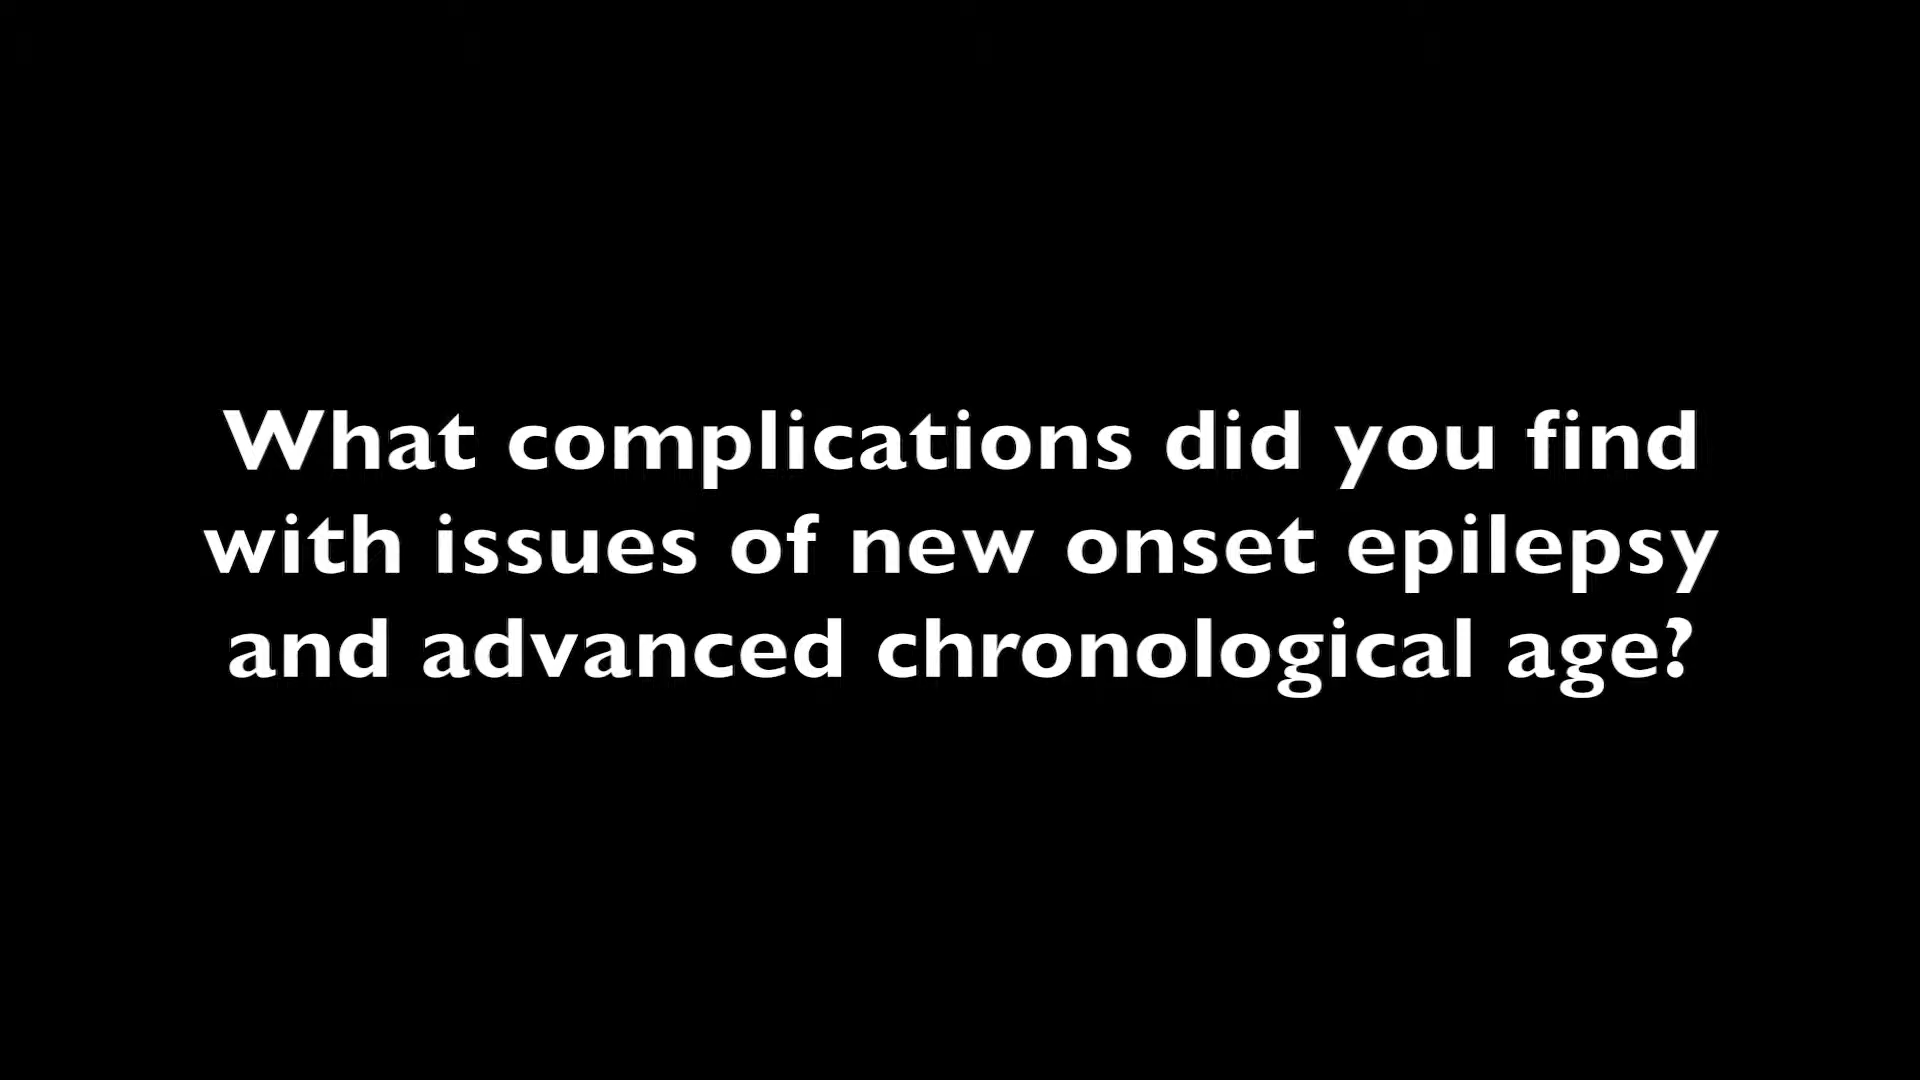 What complications did you find
with issues of new onset epilepsy
and advanced chronological age?